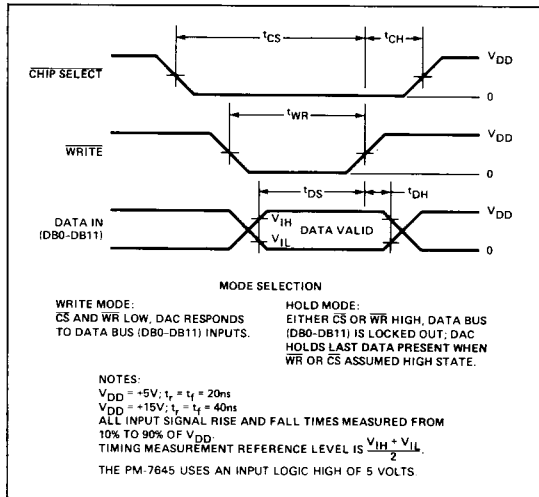 tCS
tCH
VDD
CHIP SELECT
0
tWR
VDD
WRITE
0
tDS
tDH
VIH
VDD
DATA IN
(DB0-DB11)
DATA VALID
VIL
0
MODE SELECTION
WRITE MODE:
CS AND WR LOW, DAC RESPONDS
TO DATA BUS (DB0-DB11) INPUTS.
HOLD MODE:
EITHER CS OR WR HIGH, DATA BUS
(DB0-DB11) IS LOCKED OUT; DAC
HOLDS LAST DATA PRESENT WHEN
WR OR CS ASSUMED HIGH STATE.
NOTES:
VDD = +5V; tr = tf = 20ns
VDD = +15V; tr = tf = 40ns
ALL INPUT SIGNAL RISE AND FALL TIMES MEASURED FROM
10% TO 90% OF VDD.
TIMING MEASUREMENT REFERENCE LEVEL IS (VIH + VIL)/2.
THE PM-7645 USES AN INPUT LOGIC HIGH OF 5 VOLTS.